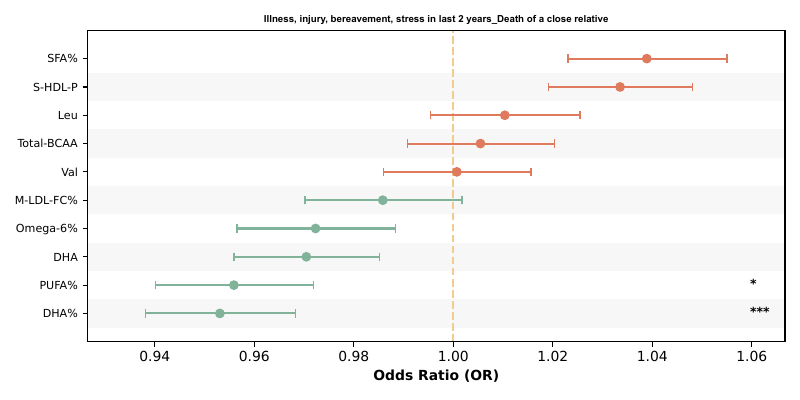 Illness, injury, bereavement, stress in last 2 years_Death of a close relative
SFA%
S-HDL-P
Leu
Total-BCAA
Val
M-LDL-FC%
Omega-6%
DHA
PUFA% *
DHA% ***
0.94 0.96 0.98 1.00 1.02 1.04 1.06
Odds Ratio (OR)